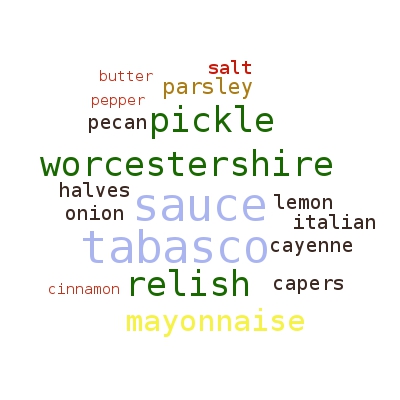 salt
butter
parsley
pepper
pecan pickle
worcestershire
halves
sauce lemon
onion
italian
tabasco cayenne
relish capers
cinnamon
mayonnaise